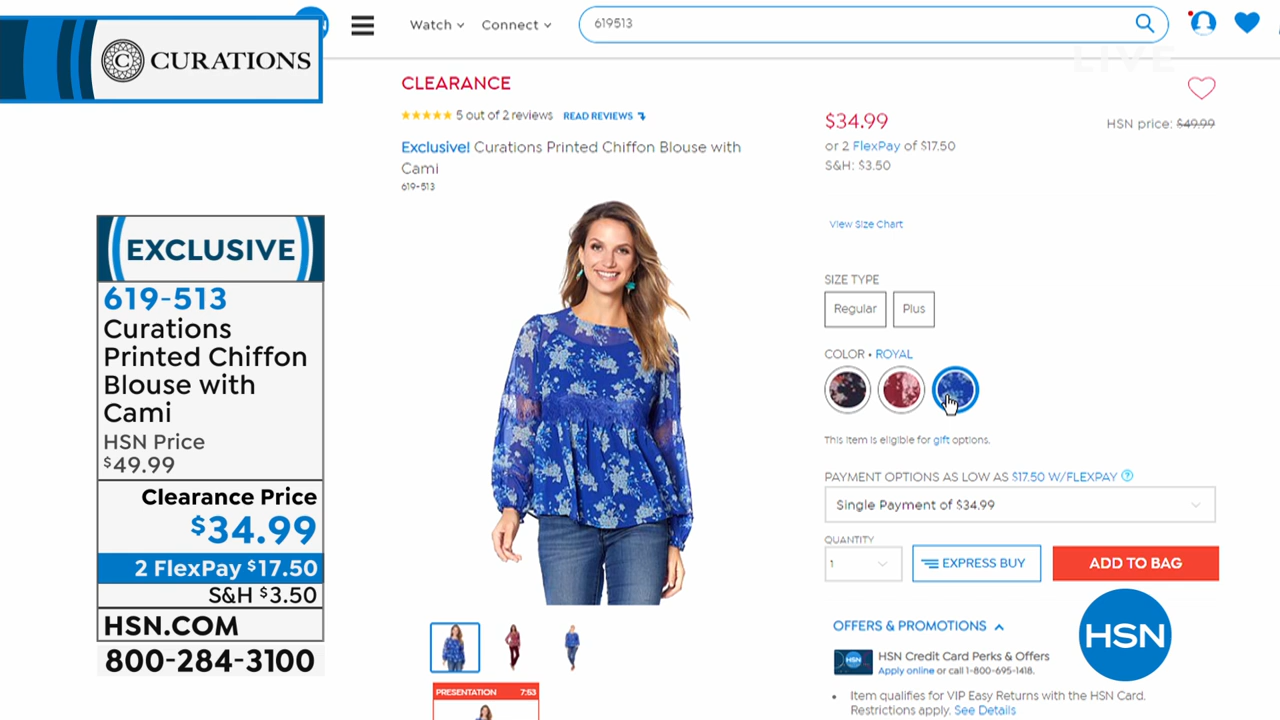 C CURATIONS
Watch
Connect
619513
LIVE
EXCLUSIVE
619-513
Curations
Printed Chiffon
Blouse with
Cami
HSN Price
$49.99
Clearance Price
$34.99
2 FlexPay $17.50
S&H $3.50
HSN.COM
800-284-3100
CLEARANCE
5 out of 2 reviews READ REVIEWS
Exclusive! Curations Printed Chiffon Blouse with
Cami
619-513
PRESENTATION 7:53
$34.99
HSN price: $49.99
or 2 FlexPay of $17.50
S&H: $3.50
View Size Chart
SIZE TYPE
Regular
Plus
COLOR • ROYAL
This item is eligible for gift options.
PAYMENT OPTIONS AS LOW AS $17.50 W/FLEXPAY ?
Single Payment of $34.99
QUANTITY
1
EXPRESS BUY
ADD TO BAG
OFFERS & PROMOTIONS
HSN
HSN Credit Card Perks & Offers
Apply online or call 1-800-695-1418.
• Item qualifies for VIP Easy Returns with the HSN Card.
Restrictions apply. See Details
HSN